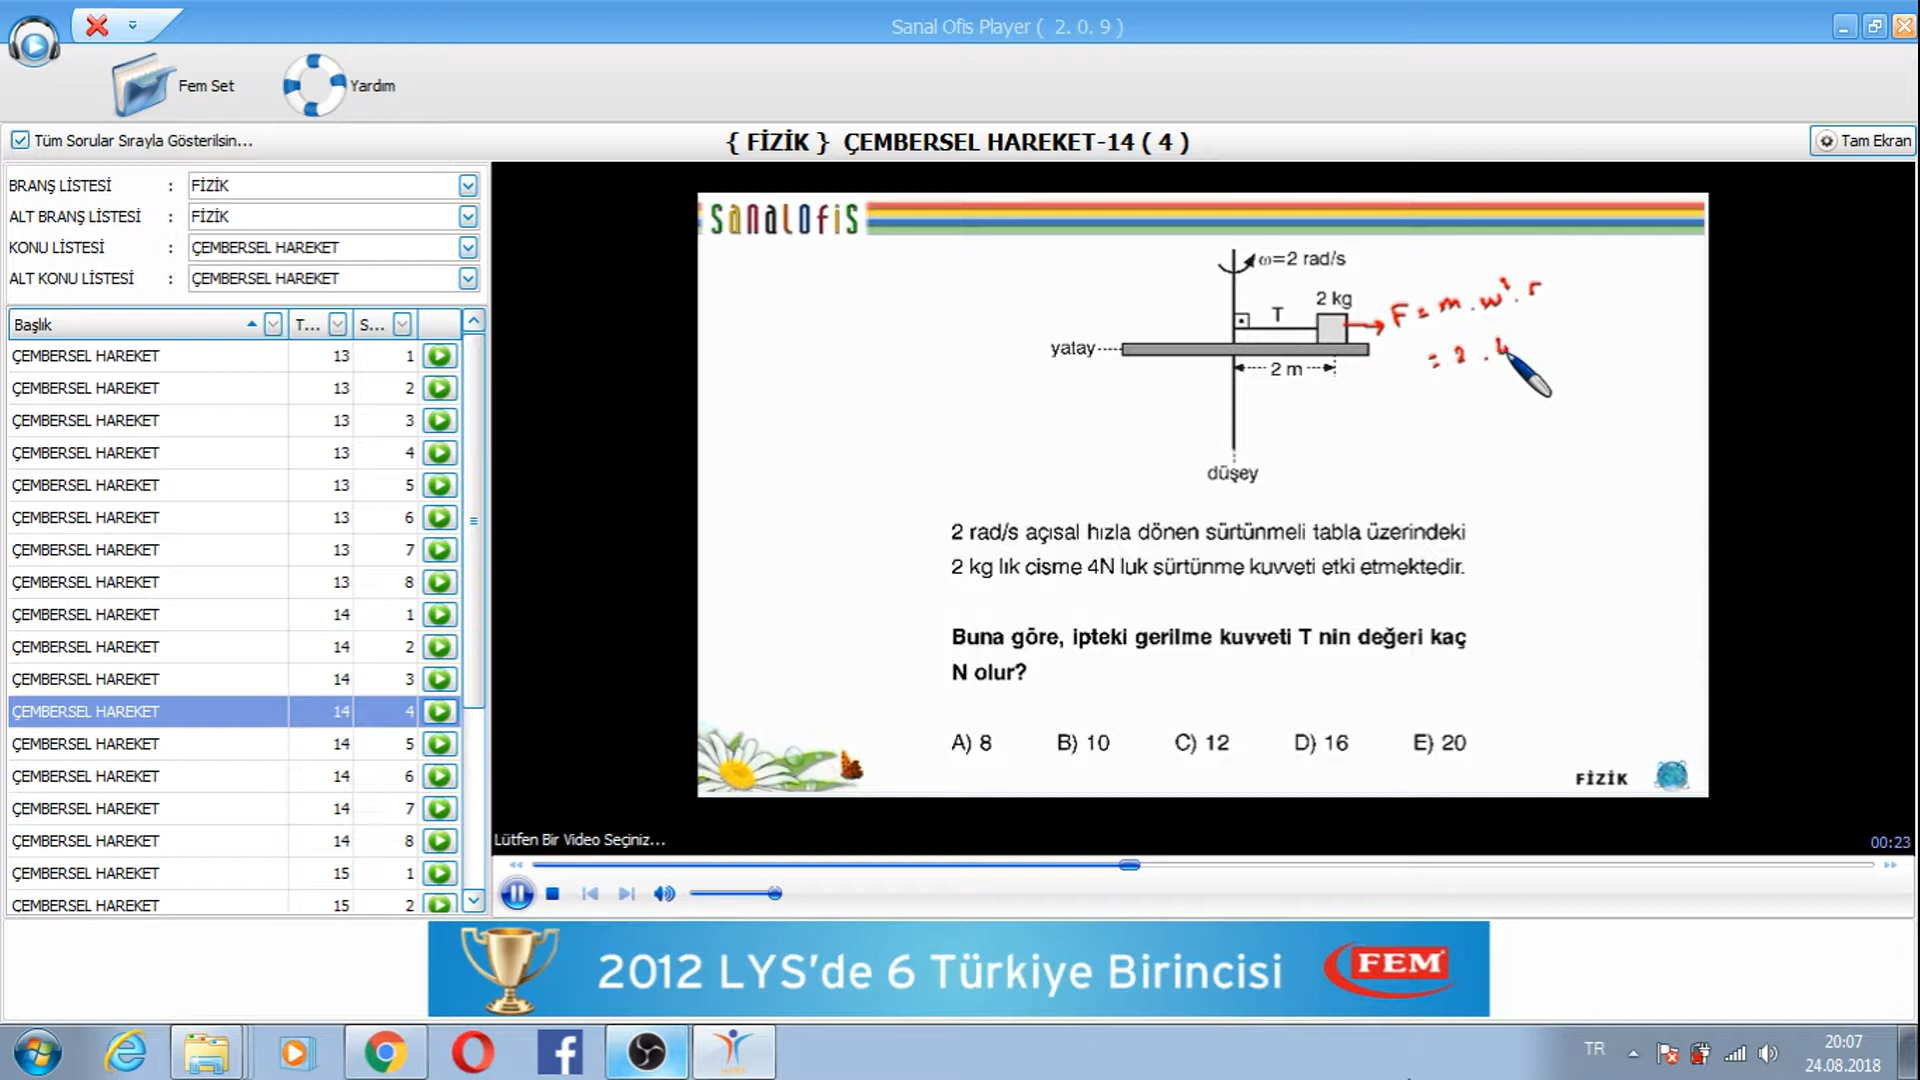 Sanal Ofis Player ( 2. 0. 9 )
Fem Set
Yardım
Tüm Sorular Sırayla Gösterilsin...
{ FİZİK } ÇEMBERSEL HAREKET-14 ( 4 )
Tam Ekran
BRANŞ LİSTESİ : FİZİK
ALT BRANŞ LİSTESİ : FİZİK
KONU LİSTESİ : ÇEMBERSEL HAREKET
ALT KONU LİSTESİ : ÇEMBERSEL HAREKET
Başlık T... S...
ÇEMBERSEL HAREKET 13 1
ÇEMBERSEL HAREKET 13 2
ÇEMBERSEL HAREKET 13 3
ÇEMBERSEL HAREKET 13 4
ÇEMBERSEL HAREKET 13 5
ÇEMBERSEL HAREKET 13 6
ÇEMBERSEL HAREKET 13 7
ÇEMBERSEL HAREKET 13 8
ÇEMBERSEL HAREKET 14 1
ÇEMBERSEL HAREKET 14 2
ÇEMBERSEL HAREKET 14 3
ÇEMBERSEL HAREKET 14 4
ÇEMBERSEL HAREKET 14 5
ÇEMBERSEL HAREKET 14 6
ÇEMBERSEL HAREKET 14 7
ÇEMBERSEL HAREKET 14 8
ÇEMBERSEL HAREKET 15 1
ÇEMBERSEL HAREKET 15 2
SANALOFİS
ω=2 rad/s
2 kg
T
F = m . w² . r
= 2 . 4
yatay
2 m
düşey
2 rad/s açısal hızla dönen sürtünmeli tabla üzerindeki
2 kg lık cisme 4N luk sürtünme kuvveti etki etmektedir.
Buna göre, ipteki gerilme kuvveti T nin değeri kaç
N olur?
A) 8 B) 10 C) 12 D) 16 E) 20
FİZİK
Lütfen Bir Video Seçiniz...
00:23
2012 LYS'de 6 Türkiye Birincisi
FEM
TR
20:07
24.08.2018